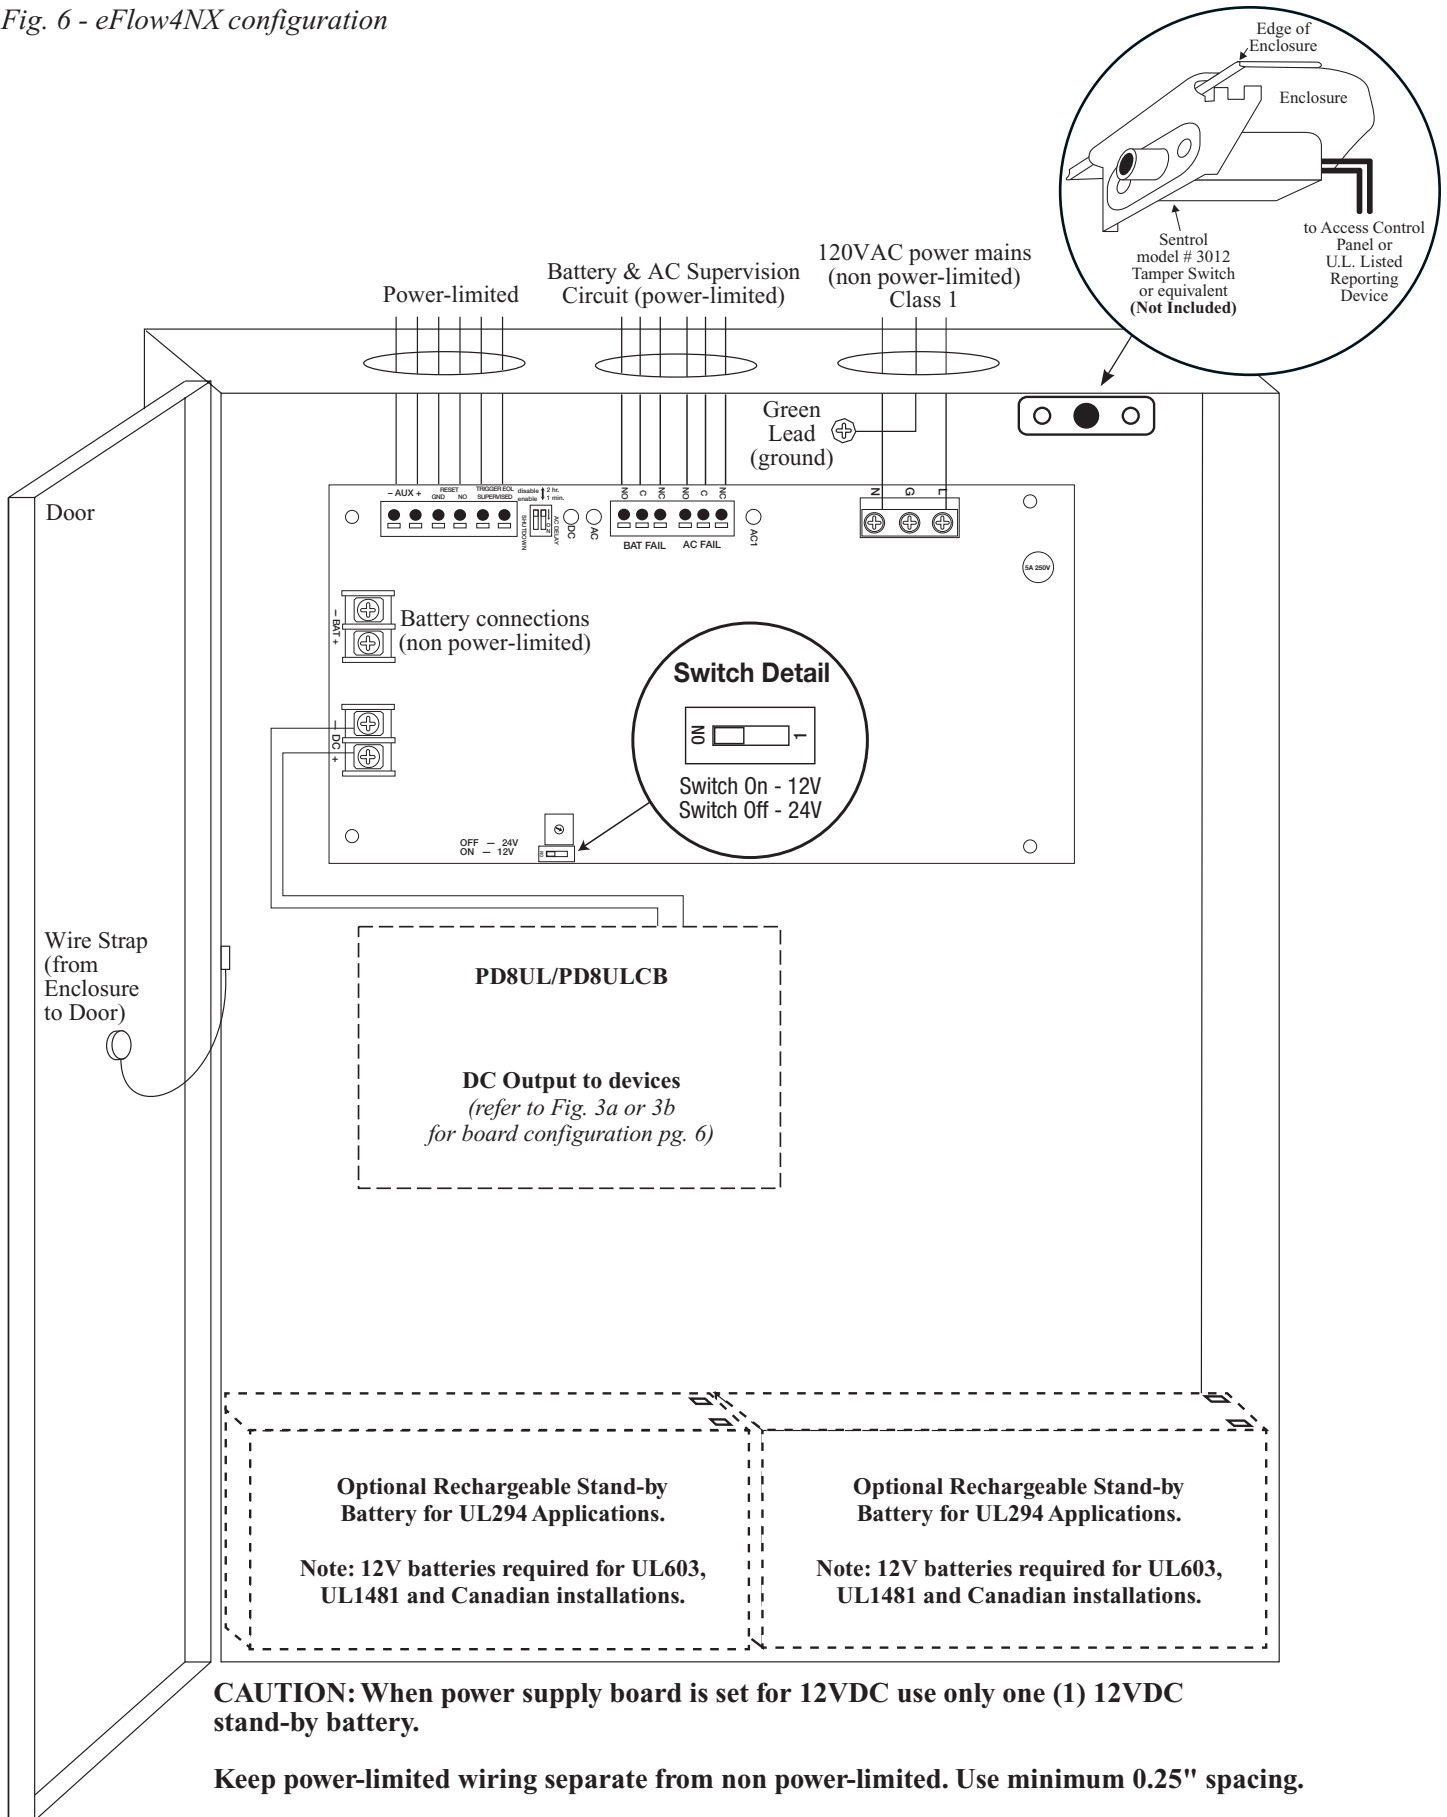 Fig. 6 - eFlow4NX configuration
Edge of
Enclosure
Enclosure
Sentrol
model # 3012
Tamper Switch
or equivalent
(Not Included)
to Access Control
Panel or
U.L. Listed
Reporting
Device
Power-limited
Battery & AC Supervision
Circuit (power-limited)
120VAC power mains
(non power-limited)
Class 1
Green
Lead
(ground)
Door
– AUX +
RESET
GND NO
TRIGGER EOL
SUPERVISED
disable 2 hr.
enable 1 min.
SHUTDOWN
ON
AC DELAY
DC
AC
NO C NC NO C NC
BAT FAIL AC FAIL
AC1
N G L
5A 250V
– BAT +
Battery connections
(non power-limited)
– DC +
Switch Detail
ON 1
Switch On - 12V
Switch Off - 24V
OFF — 24V
ON — 12V
ON
Wire Strap
(from
Enclosure
to Door)
PD8UL/PD8ULCB
DC Output to devices
(refer to Fig. 3a or 3b
for board configuration pg. 6)
Optional Rechargeable Stand-by
Battery for UL294 Applications.
Note: 12V batteries required for UL603,
UL1481 and Canadian installations.
Optional Rechargeable Stand-by
Battery for UL294 Applications.
Note: 12V batteries required for UL603,
UL1481 and Canadian installations.
CAUTION: When power supply board is set for 12VDC use only one (1) 12VDC
stand-by battery.
Keep power-limited wiring separate from non power-limited. Use minimum 0.25" spacing.